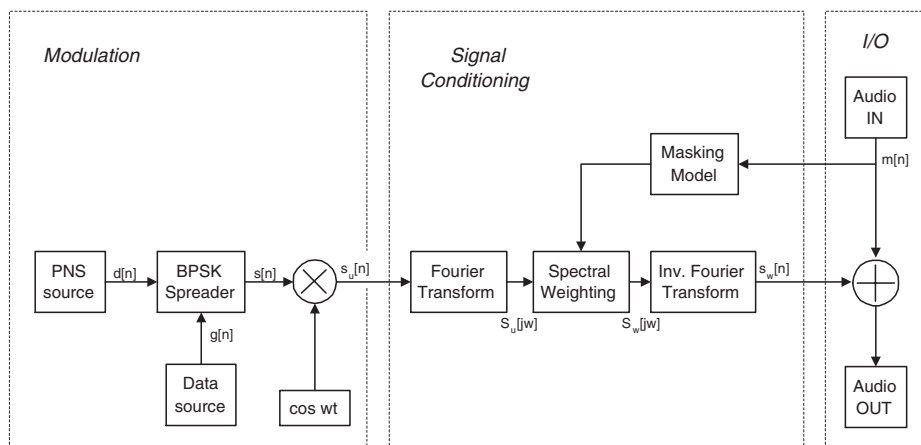 Modulation
Signal
Conditioning
I/O
Audio
IN
m[n]
Masking
Model
PNS
source
d[n]
BPSK
Spreader
s[n]
s_u[n]
Fourier
Transform
S_u[jw]
Spectral
Weighting
S_w[jw]
Inv. Fourier
Transform
s_w[n]
g[n]
Data
source
cos wt
Audio
OUT